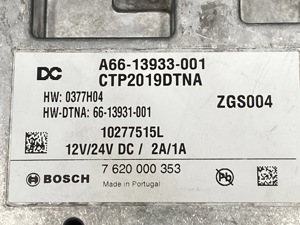 DC
A66-13933-001
CTP2019DTNA
HW: 0377H04
ZGS004
HW-DTNA: 66-13931-001
10277515L
12V/24V DC / 2A/1A
BOSCH
7 620 000 353
Made in Portugal
Pb